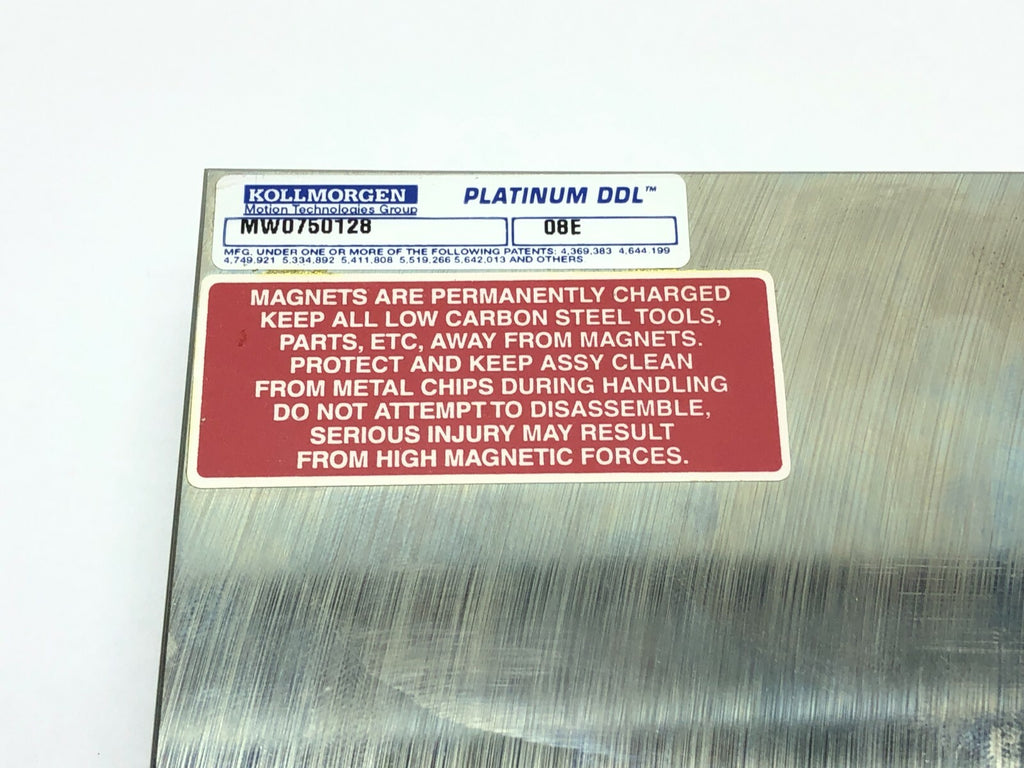 KOLLMORGEN PLATINUM DDL™
Motion Technologies Group
MW0750128 08E
MFG. UNDER ONE OR MORE OF THE FOLLOWING PATENTS: 4,369,383 4,644,199
4,749,921 5,334,892 5,411,808 5,519,266 5,642,013 AND OTHERS
MAGNETS ARE PERMANENTLY CHARGED
KEEP ALL LOW CARBON STEEL TOOLS,
PARTS, ETC, AWAY FROM MAGNETS.
PROTECT AND KEEP ASSY CLEAN
FROM METAL CHIPS DURING HANDLING
DO NOT ATTEMPT TO DISASSEMBLE,
SERIOUS INJURY MAY RESULT
FROM HIGH MAGNETIC FORCES.